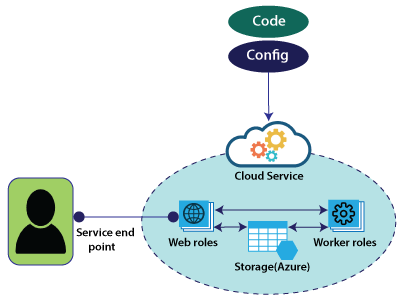 Code
Config
Cloud Service
Service end
point
Web roles
Worker roles
Storage(Azure)